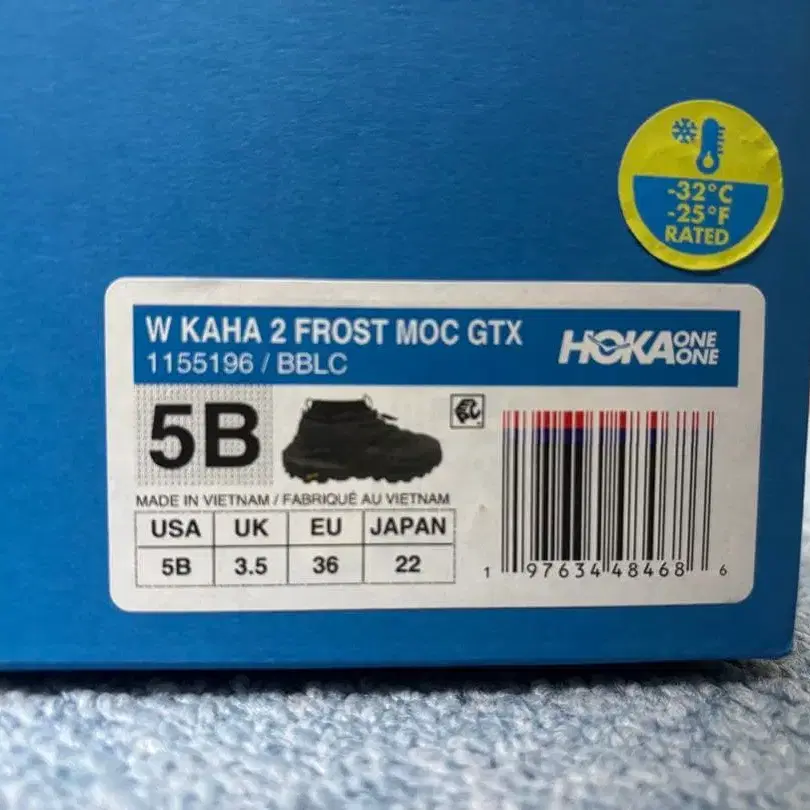 -32°C
-25°F
RATED
W KAHA 2 FROST MOC GTX
1155196 / BBLC
HOKA ONE ONE
5B
MADE IN VIETNAM / FABRIQUÉ AU VIETNAM
USA UK EU JAPAN
5B 3.5 36 22
1 97634 48468 6